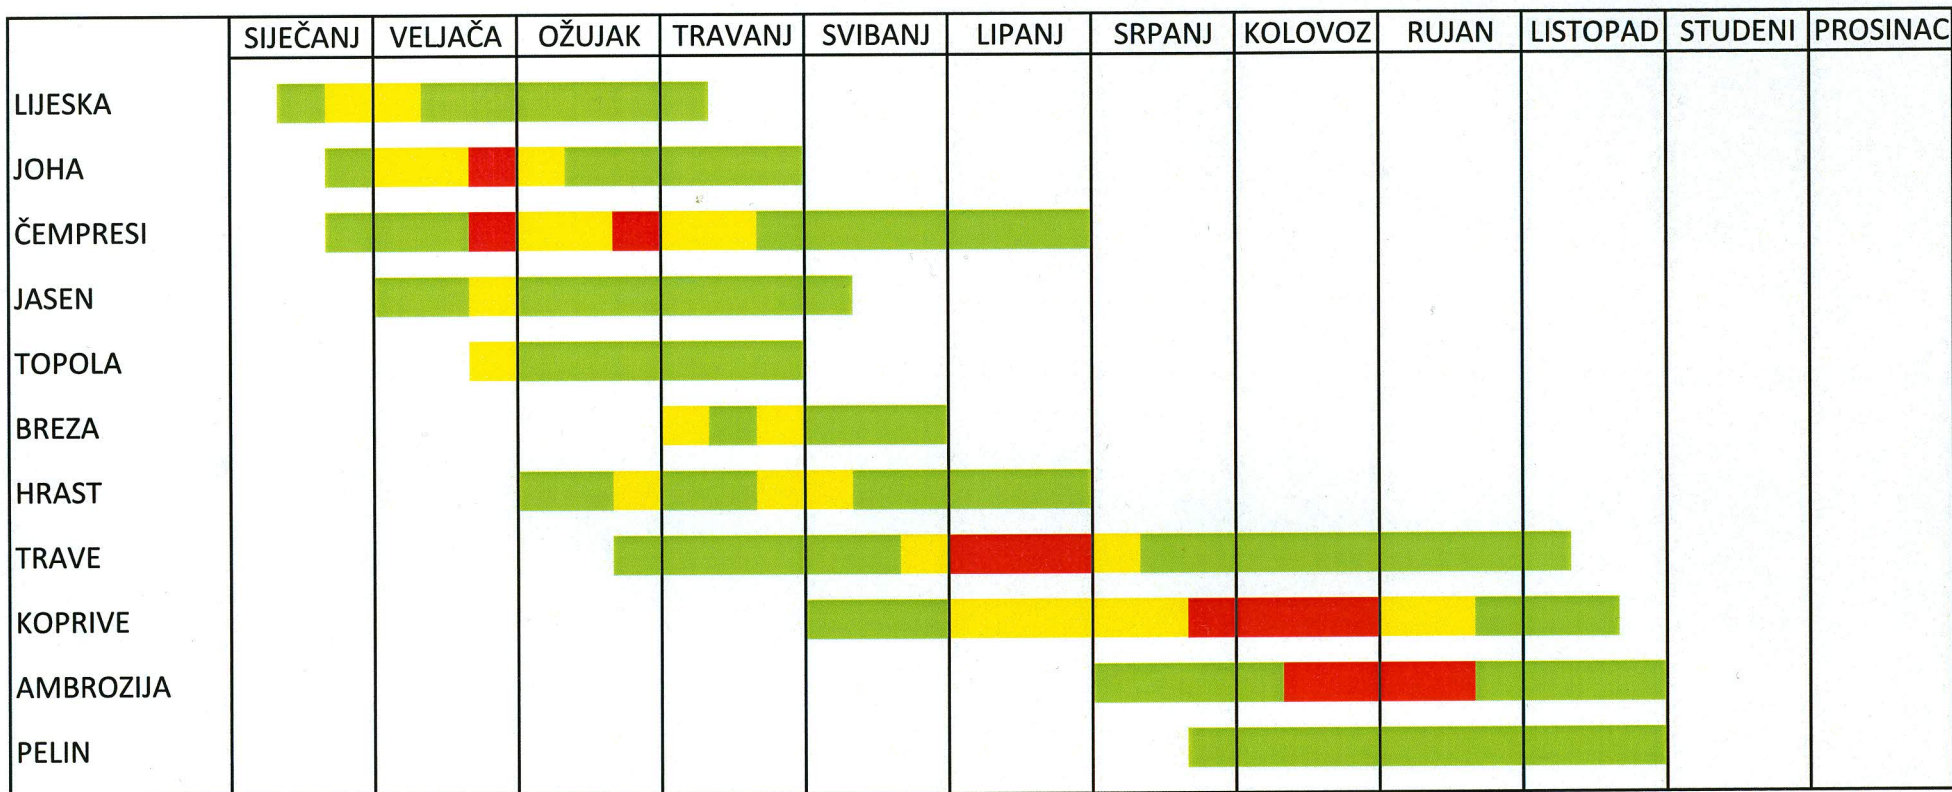 SIJEČANJ VELJAČA OŽUJAK TRAVANJ SVIBANJ LIPANJ SRPANJ KOLOVOZ RUJAN LISTOPAD STUDENI PROSINAC
LIJESKA
JOHA
ČEMPRESI
JASEN
TOPOLA
BREZA
HRAST
TRAVE
KOPRIVE
AMBROZIJA
PELIN